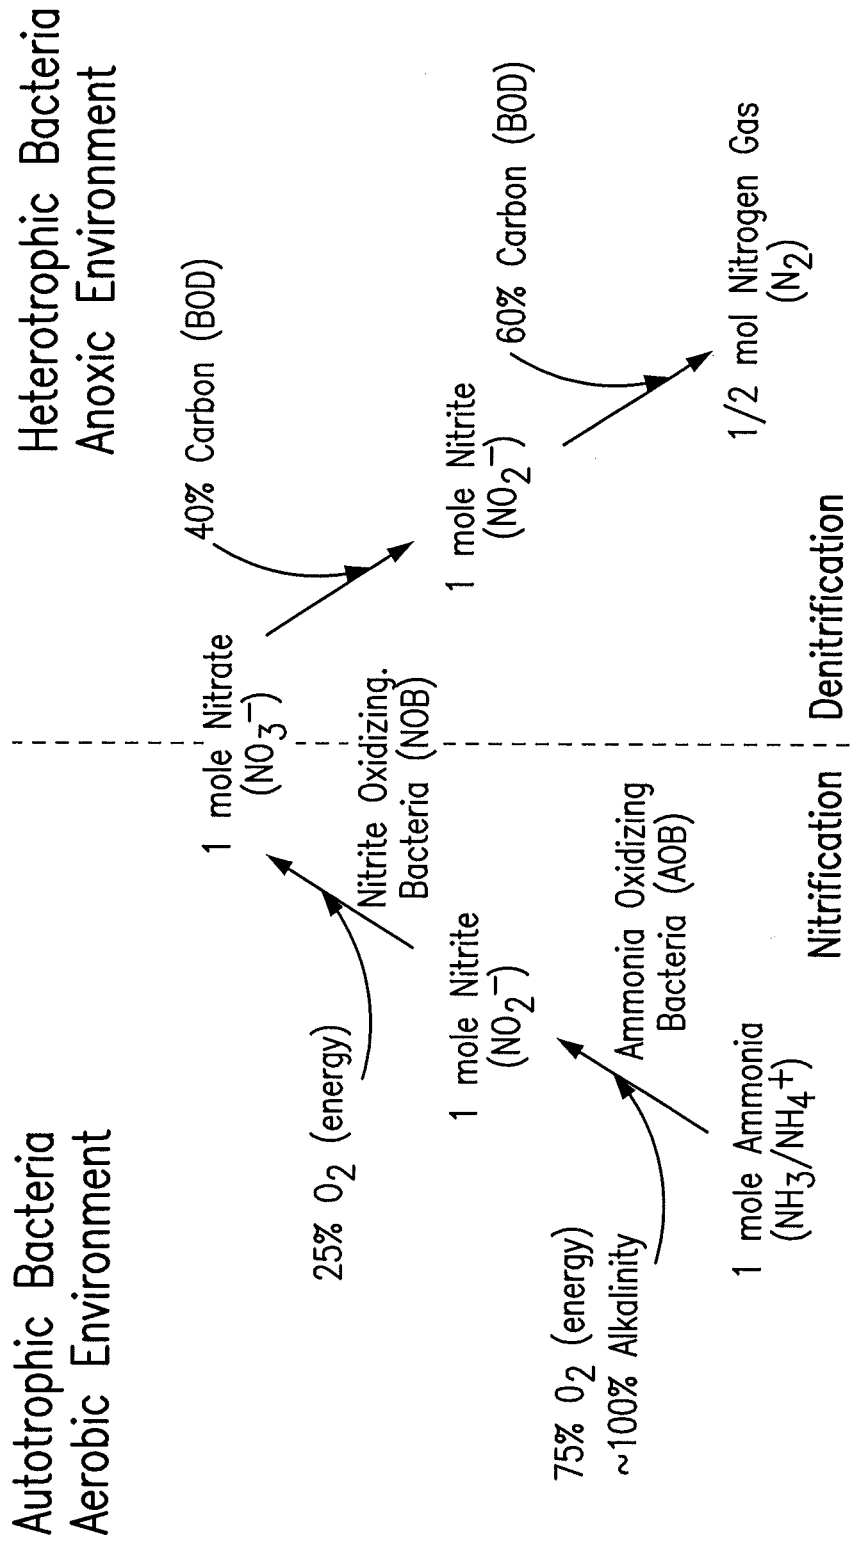 Autotrophic Bacteria
Aerobic Environment
Heterotrophic Bacteria
Anoxic Environment
1 mole Nitrate
(NO3−)
40% Carbon (BOD)
25% O2 (energy)
Nitrite Oxidizing.
Bacteria (NOB)
1 mole Nitrite
(NO2−)
1 mole Nitrite
(NO2−)
60% Carbon (BOD)
75% O2 (energy)
~100% Alkalinity
Ammonia Oxidizing
Bacteria (AOB)
1 mole Ammonia
(NH3/NH4+)
1/2 mol Nitrogen Gas
(N2)
Nitrification
Denitrification